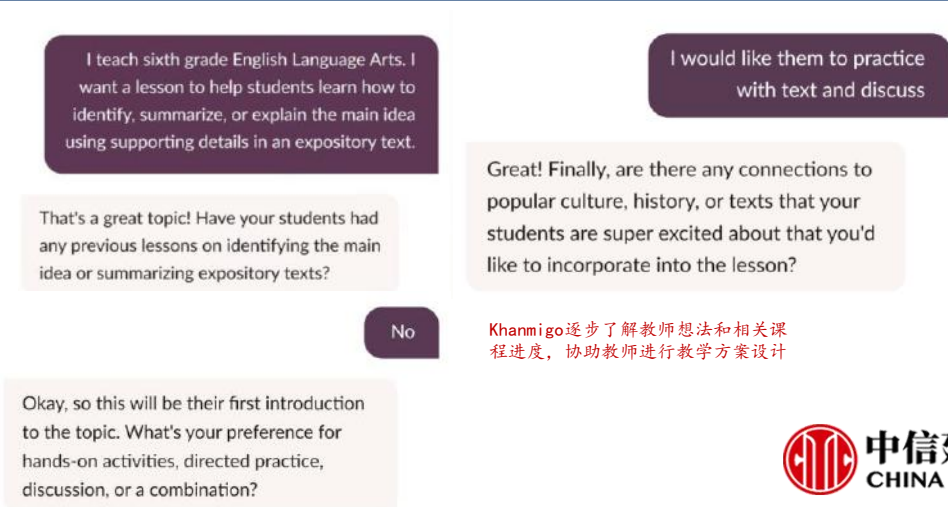 I teach sixth grade English Language Arts. I
want a lesson to help students learn how to
identify, summarize, or explain the main idea
using supporting details in an expository text.
That's a great topic! Have your students had
any previous lessons on identifying the main
idea or summarizing expository texts?
No
Okay, so this will be their first introduction
to the topic. What's your preference for
hands-on activities, directed practice,
discussion, or a combination?
I would like them to practice
with text and discuss
Great! Finally, are there any connections to
popular culture, history, or texts that your
students are super excited about that you'd
like to incorporate into the lesson?
Khanmigo逐步了解教师想法和相关课
程进度，协助教师进行教学方案设计
中信
CHINA